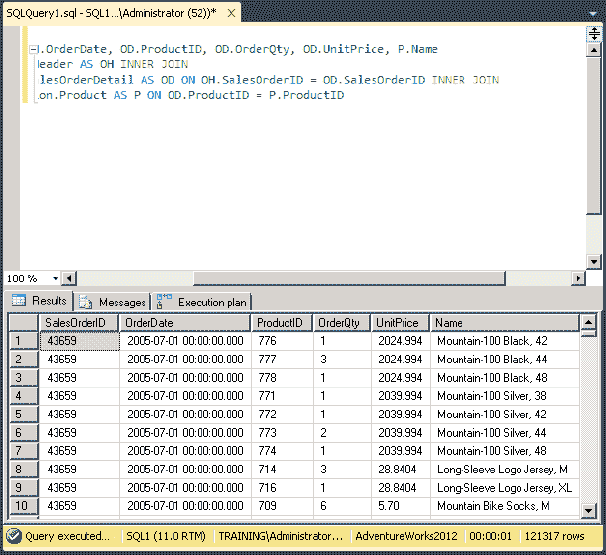 SQLQuery1.sql - SQL1...\Administrator (52))* ×
.OrderDate, OD.ProductID, OD.OrderQty, OD.UnitPrice, P.Name
eader AS OH INNER JOIN
lesOrderDetail AS OD ON OH.SalesOrderID = OD.SalesOrderID INNER JOIN
on.Product AS P ON OD.ProductID = P.ProductID
100 %
Results Messages Execution plan
SalesOrderID OrderDate ProductID OrderQty UnitPrice Name
1 43659 2005-07-01 00:00:00.000 776 1 2024.994 Mountain-100 Black, 42
2 43659 2005-07-01 00:00:00.000 777 3 2024.994 Mountain-100 Black, 44
3 43659 2005-07-01 00:00:00.000 778 1 2024.994 Mountain-100 Black, 48
4 43659 2005-07-01 00:00:00.000 771 1 2039.994 Mountain-100 Silver, 38
5 43659 2005-07-01 00:00:00.000 772 1 2039.994 Mountain-100 Silver, 42
6 43659 2005-07-01 00:00:00.000 773 2 2039.994 Mountain-100 Silver, 44
7 43659 2005-07-01 00:00:00.000 774 1 2039.994 Mountain-100 Silver, 48
8 43659 2005-07-01 00:00:00.000 714 3 28.8404 Long-Sleeve Logo Jersey, M
9 43659 2005-07-01 00:00:00.000 716 1 28.8404 Long-Sleeve Logo Jersey, XL
10 43659 2005-07-01 00:00:00.000 709 6 5.70 Mountain Bike Socks, M
Query executed... SQL1 (11.0 RTM) TRAINING\Administrator... AdventureWorks2012 00:00:01 121317 rows